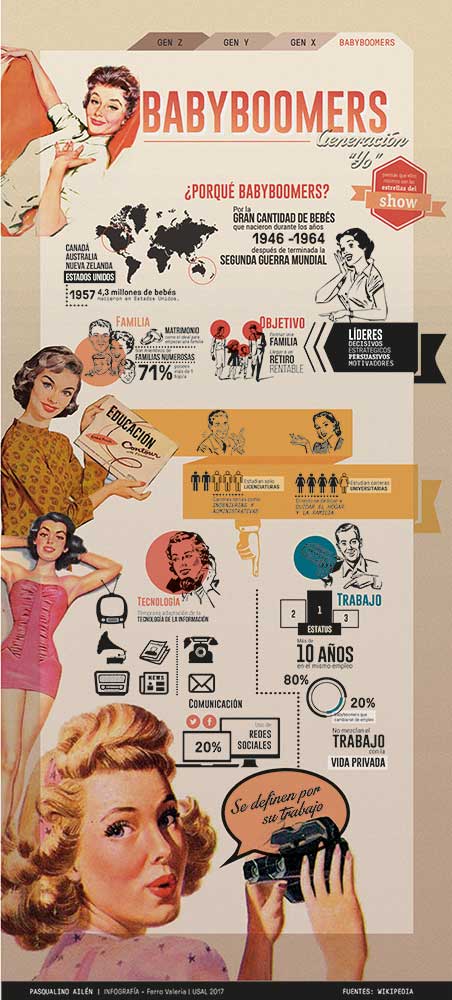 GEN Z
GEN Y
GEN X
BABYBOOMERS
BABYBOOMERS
Generación
"Yo"
piensan que ellos
mismos son las
estrellas del
show
¿PORQUÉ BABYBOOMERS?
Por la
GRAN CANTIDAD DE BEBÉS
que nacieron durante los años
1946 -1964
después de terminada la
SEGUNDA GUERRA MUNDIAL
CANADÁ
AUSTRALIA
NUEVA ZELANDA
ESTADOS UNIDOS
1957 4,3 millones de bebés
nacieron en Estados Unidos.
FAMILIA
MATRIMONIO
como el ideal para
empezar una familia
FAMILIAS NUMEROSAS
71%
OBJETIVO
Formar una
FAMILIA
Llegar a un
RETIRO
RENTABLE
LÍDERES
DECISIVOS
ESTRATÉGICOS
PERSUASIVOS
MOTIVADORES
EDUCACIÓN
Contour
Estudian solo
LICENCIATURAS
Carreras útiles como
INGENIERÍAS Y
ADMINISTRATIVAS
Estudian carreras
UNIVERSITARIAS
CUIDAR EL HOGAR
Y LA FAMILIA
TECNOLOGÍA
Temprana adaptación de la
TECNOLOGÍA DE LA INFORMACIÓN
NEWS
COMUNICACIÓN
20%
Uso de
REDES
SOCIALES
TRABAJO
2
1
3
ESTATUS
Más de
10 AÑOS
en el mismo empleo
80%
20%
Babyboomers que
cambiarían de empleo
No mezclan el
TRABAJO
con la
VIDA PRIVADA
Se definen por
su trabajo
PASQUALINO AILÉN | INFOGRAFÍA - Ferro Valeria | USAL 2017
FUENTES: WIKIPEDIA